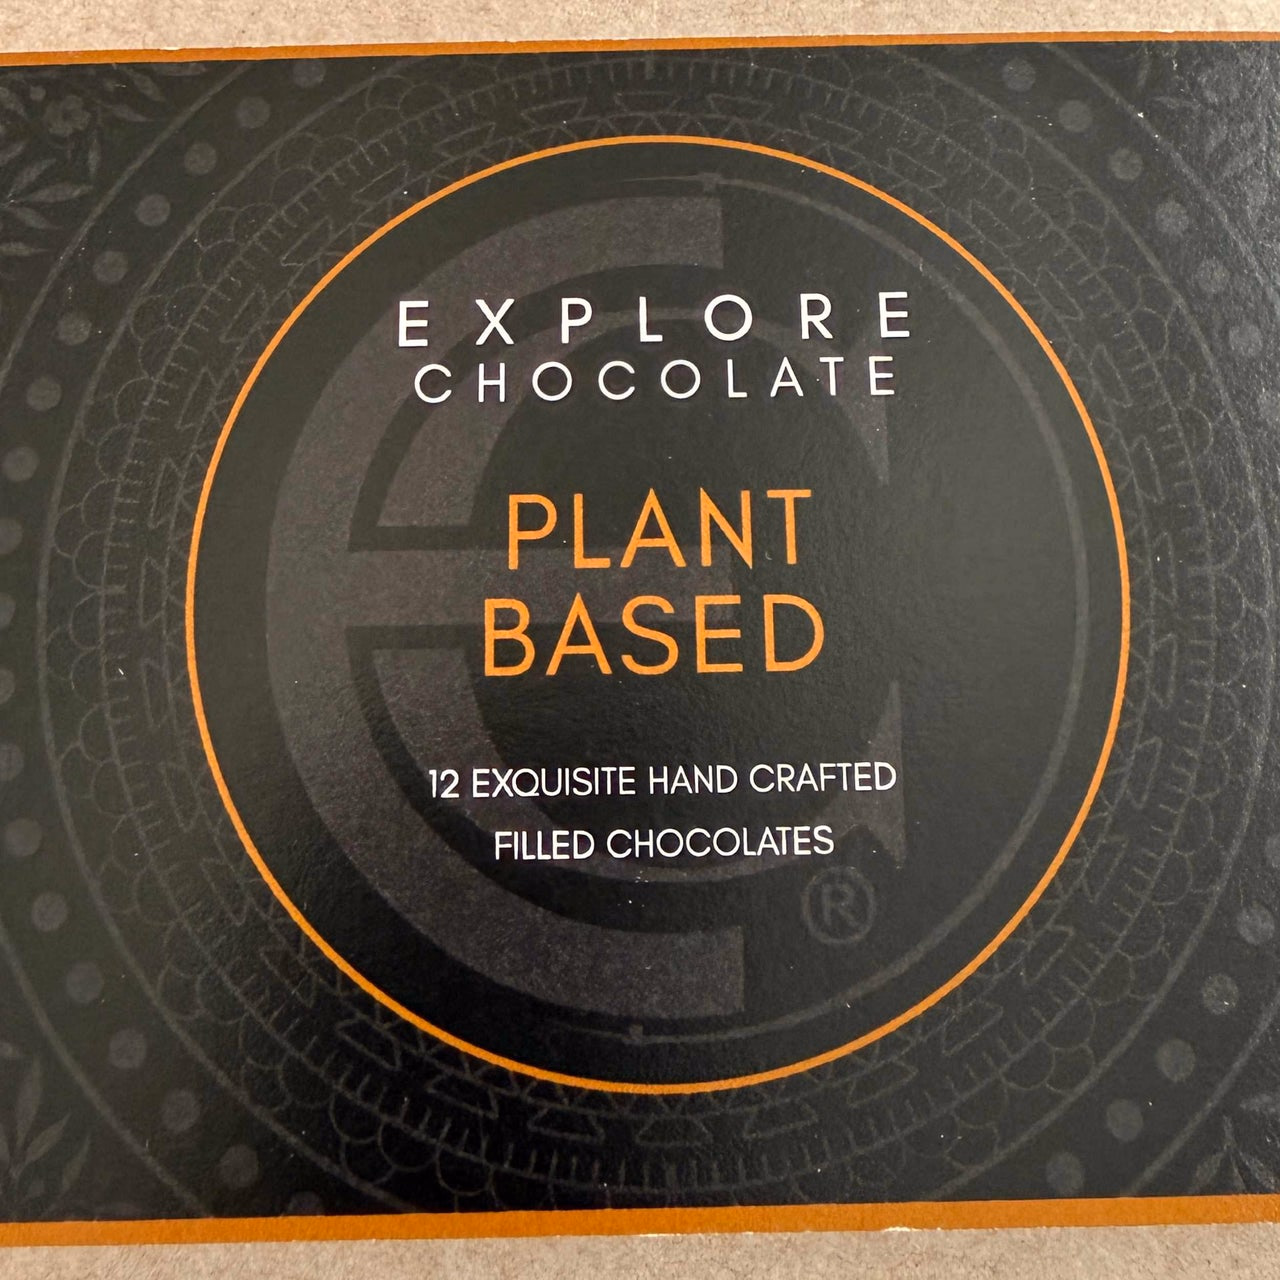 EXPLORE
CHOCOLATE
PLANT
BASED
12 EXQUISITE HAND CRAFTED
FILLED CHOCOLATES
®